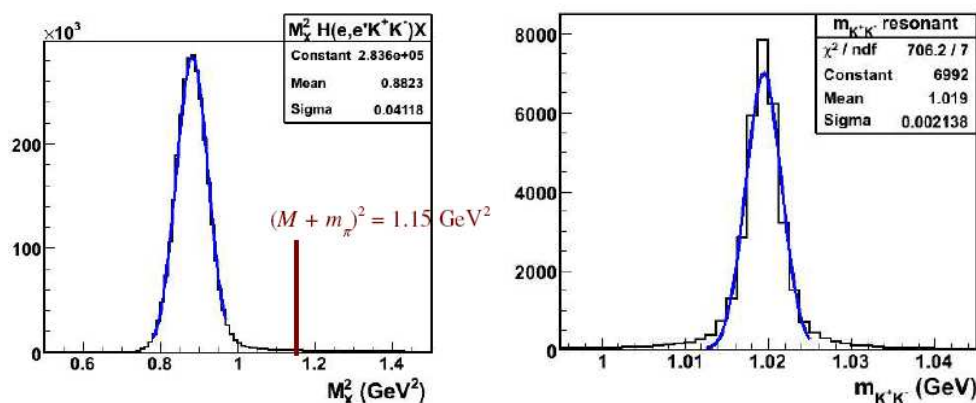 ×10³
M²ₓ H(e,e'K⁺K⁻)X
Constant 2.836e+05
Mean 0.8823
Sigma 0.04118
200
100
0
(M + m_π)² = 1.15 GeV²
0.6 0.8 1 1.2 1.4
M²ₓ (GeV²)
m_K⁺K⁻ resonant
χ² / ndf 706.2 / 7
Constant 6992
Mean 1.019
Sigma 0.002138
8000
6000
4000
2000
0
1 1.01 1.02 1.03 1.04
m_K⁺K⁻ (GeV)